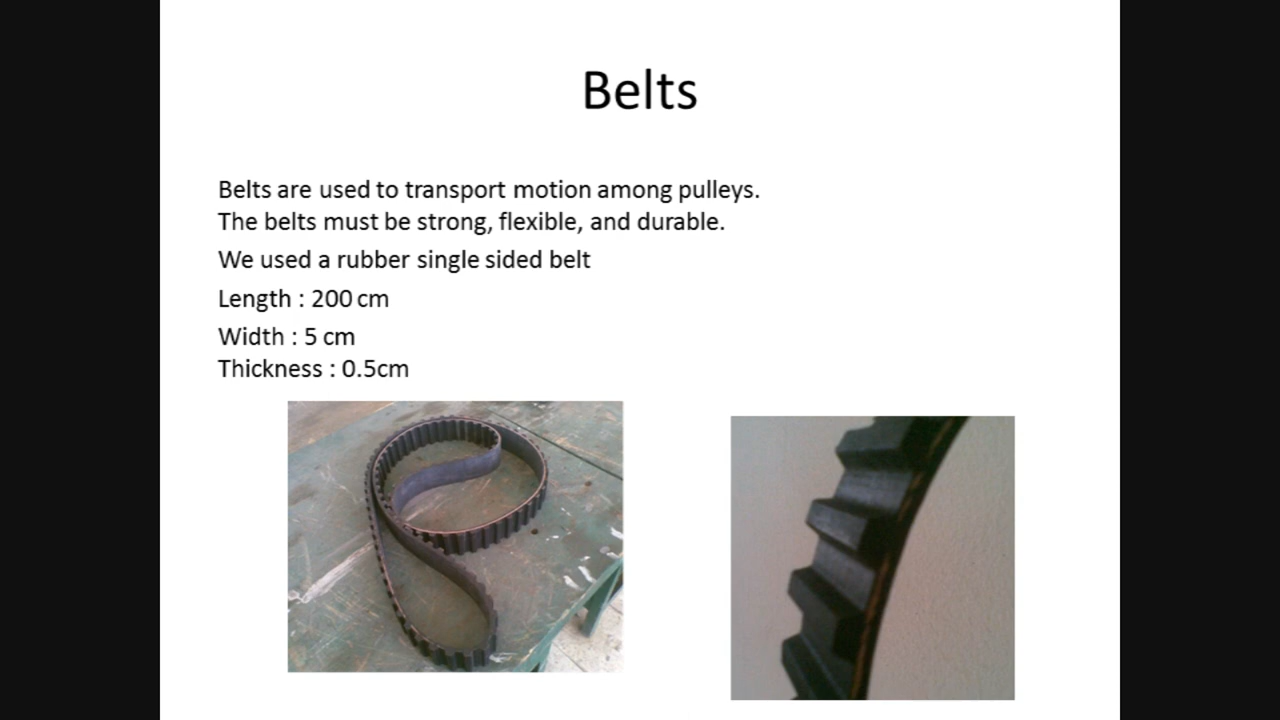 Belts
Belts are used to transport motion among pulleys.
The belts must be strong, flexible, and durable.
We used a rubber single sided belt
Length : 200 cm
Width : 5 cm
Thickness : 0.5cm